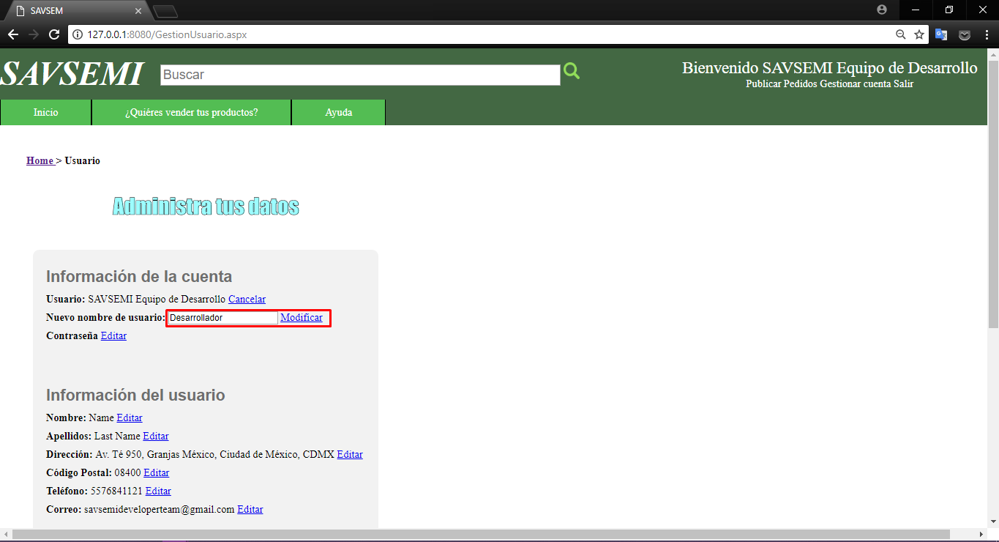 SAVSEM
127.0.0.1:8080/GestionUsuario.aspx
SAVSEMI
Buscar
Bienvenido SAVSEMI Equipo de Desarrollo
Publicar Pedidos Gestionar cuenta Salir
Inicio
¿Quiéres vender tus productos?
Ayuda
Home > Usuario
Administra tus datos
Información de la cuenta
Usuario: SAVSEMI Equipo de Desarrollo Cancelar
Nuevo nombre de usuario: Desarrollador Modificar
Contraseña Editar
Información del usuario
Nombre: Name Editar
Apellidos: Last Name Editar
Dirección: Av. Té 950, Granjas México, Ciudad de México, CDMX Editar
Código Postal: 08400 Editar
Teléfono: 5576841121 Editar
Correo: savsemideveloperteam@gmail.com Editar